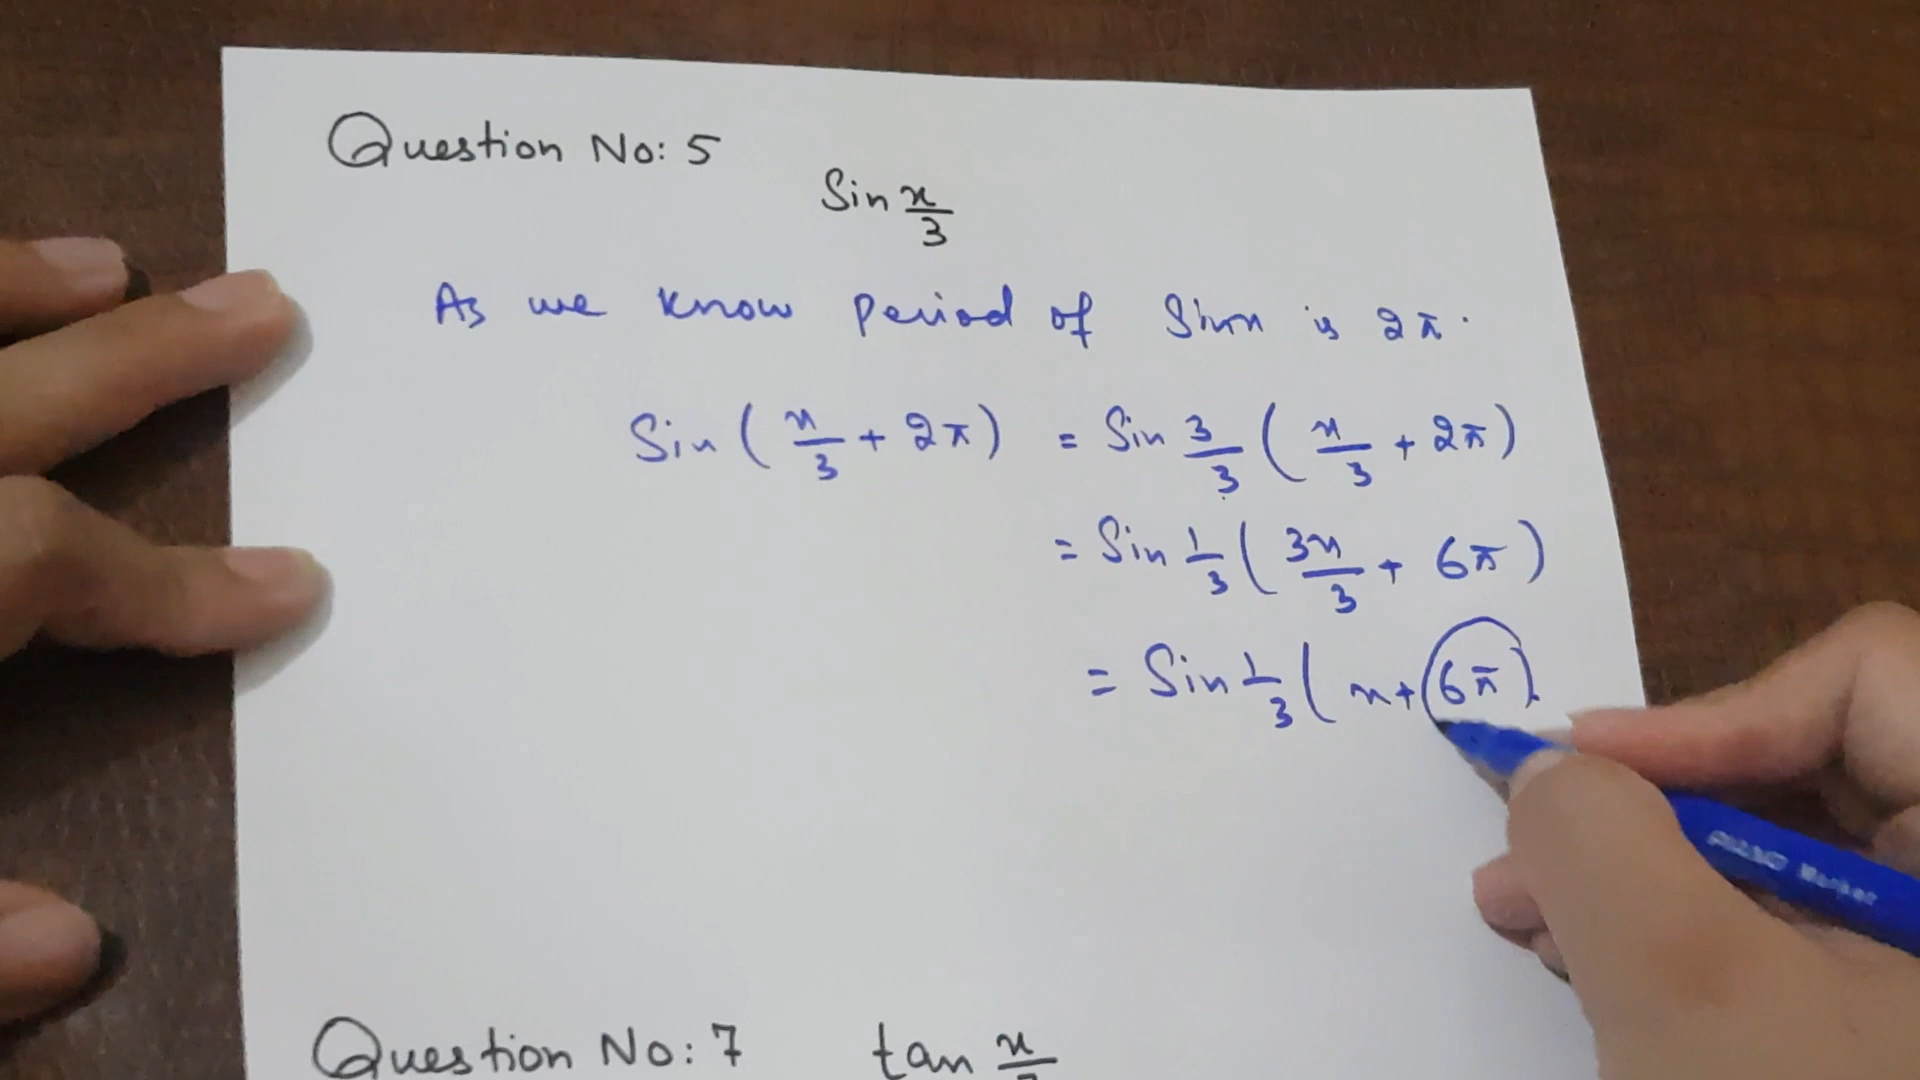 Question No: 5
Sin x/3
As we know period of Sinx is 2π.
Sin ( x/3 + 2π ) = Sin 3/3 ( x/3 + 2π )
= Sin 1/3 ( 3x/3 + 6π )
= Sin 1/3 ( x + 6π ).
Question No: 7 tan x/
Marker